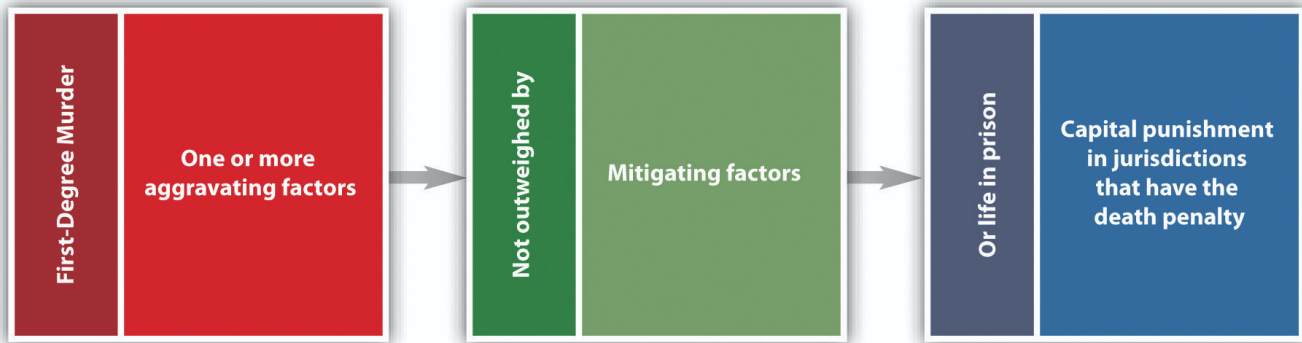 First-Degree Murder
One or more
aggravating factors
Not outweighed by
Mitigating factors
Or life in prison
Capital punishment
in jurisdictions
that have the
death penalty